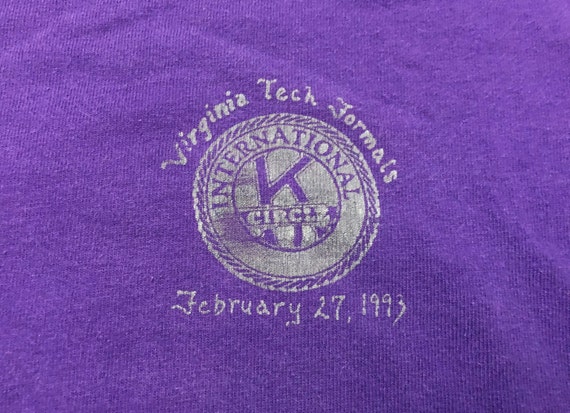 Virginia Tech Formals
INTERNATIONAL
K
CIRCLE
February 27, 1993